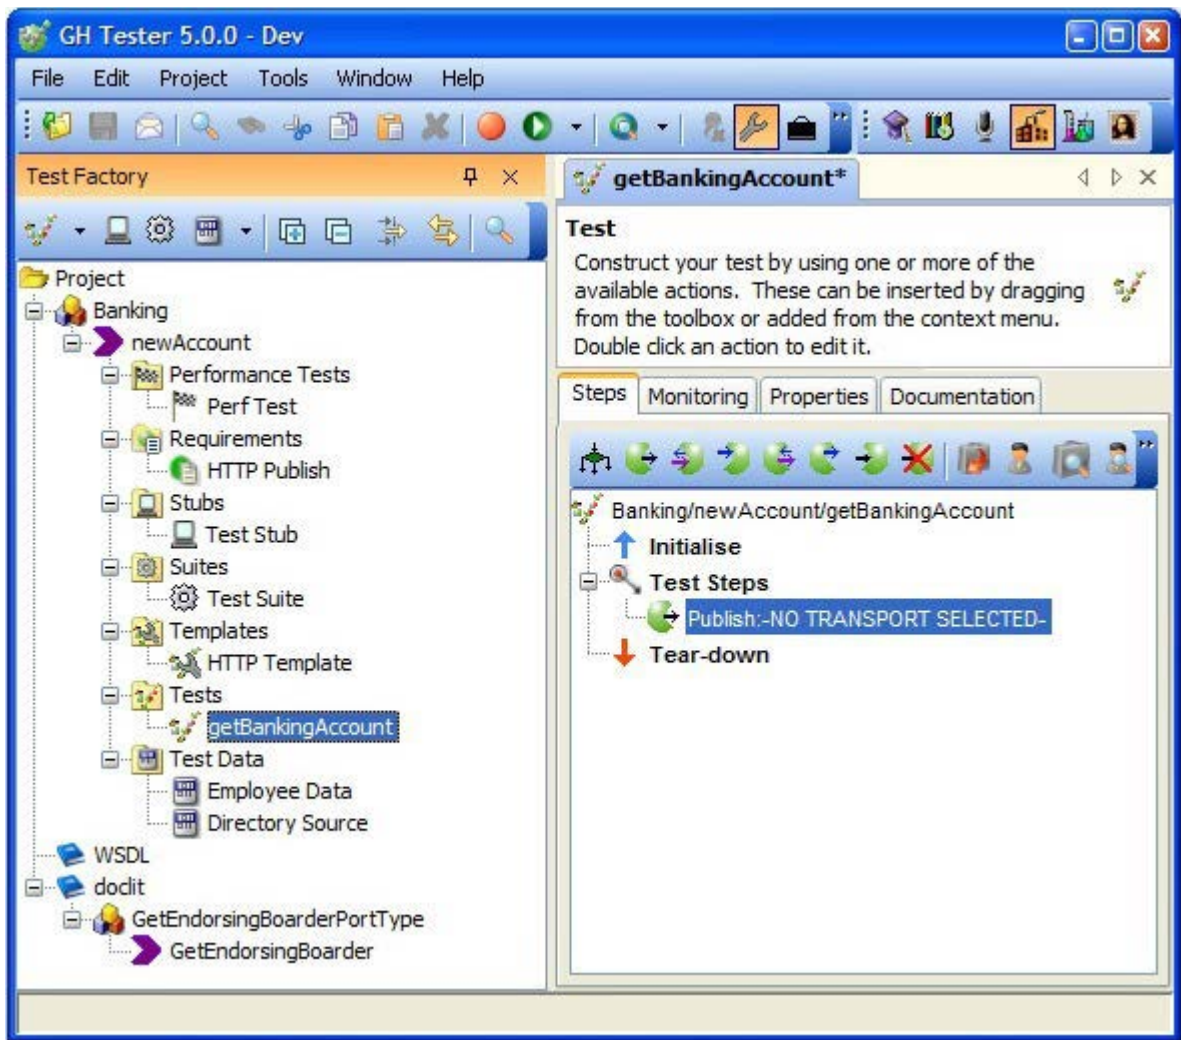 GH Tester 5.0.0 - Dev
File Edit Project Tools Window Help
Test Factory
Project
Banking
newAccount
Performance Tests
Perf Test
Requirements
HTTP Publish
Stubs
Test Stub
Suites
Test Suite
Templates
HTTP Template
Tests
getBankingAccount
Test Data
Employee Data
Directory Source
WSDL
doclit
GetEndorsingBoarderPortType
GetEndorsingBoarder
getBankingAccount*
Test
Construct your test by using one or more of the
available actions. These can be inserted by dragging
from the toolbox or added from the context menu.
Double click an action to edit it.
Steps Monitoring Properties Documentation
Banking/newAccount/getBankingAccount
Initialise
Test Steps
Publish:-NO TRANSPORT SELECTED-
Tear-down